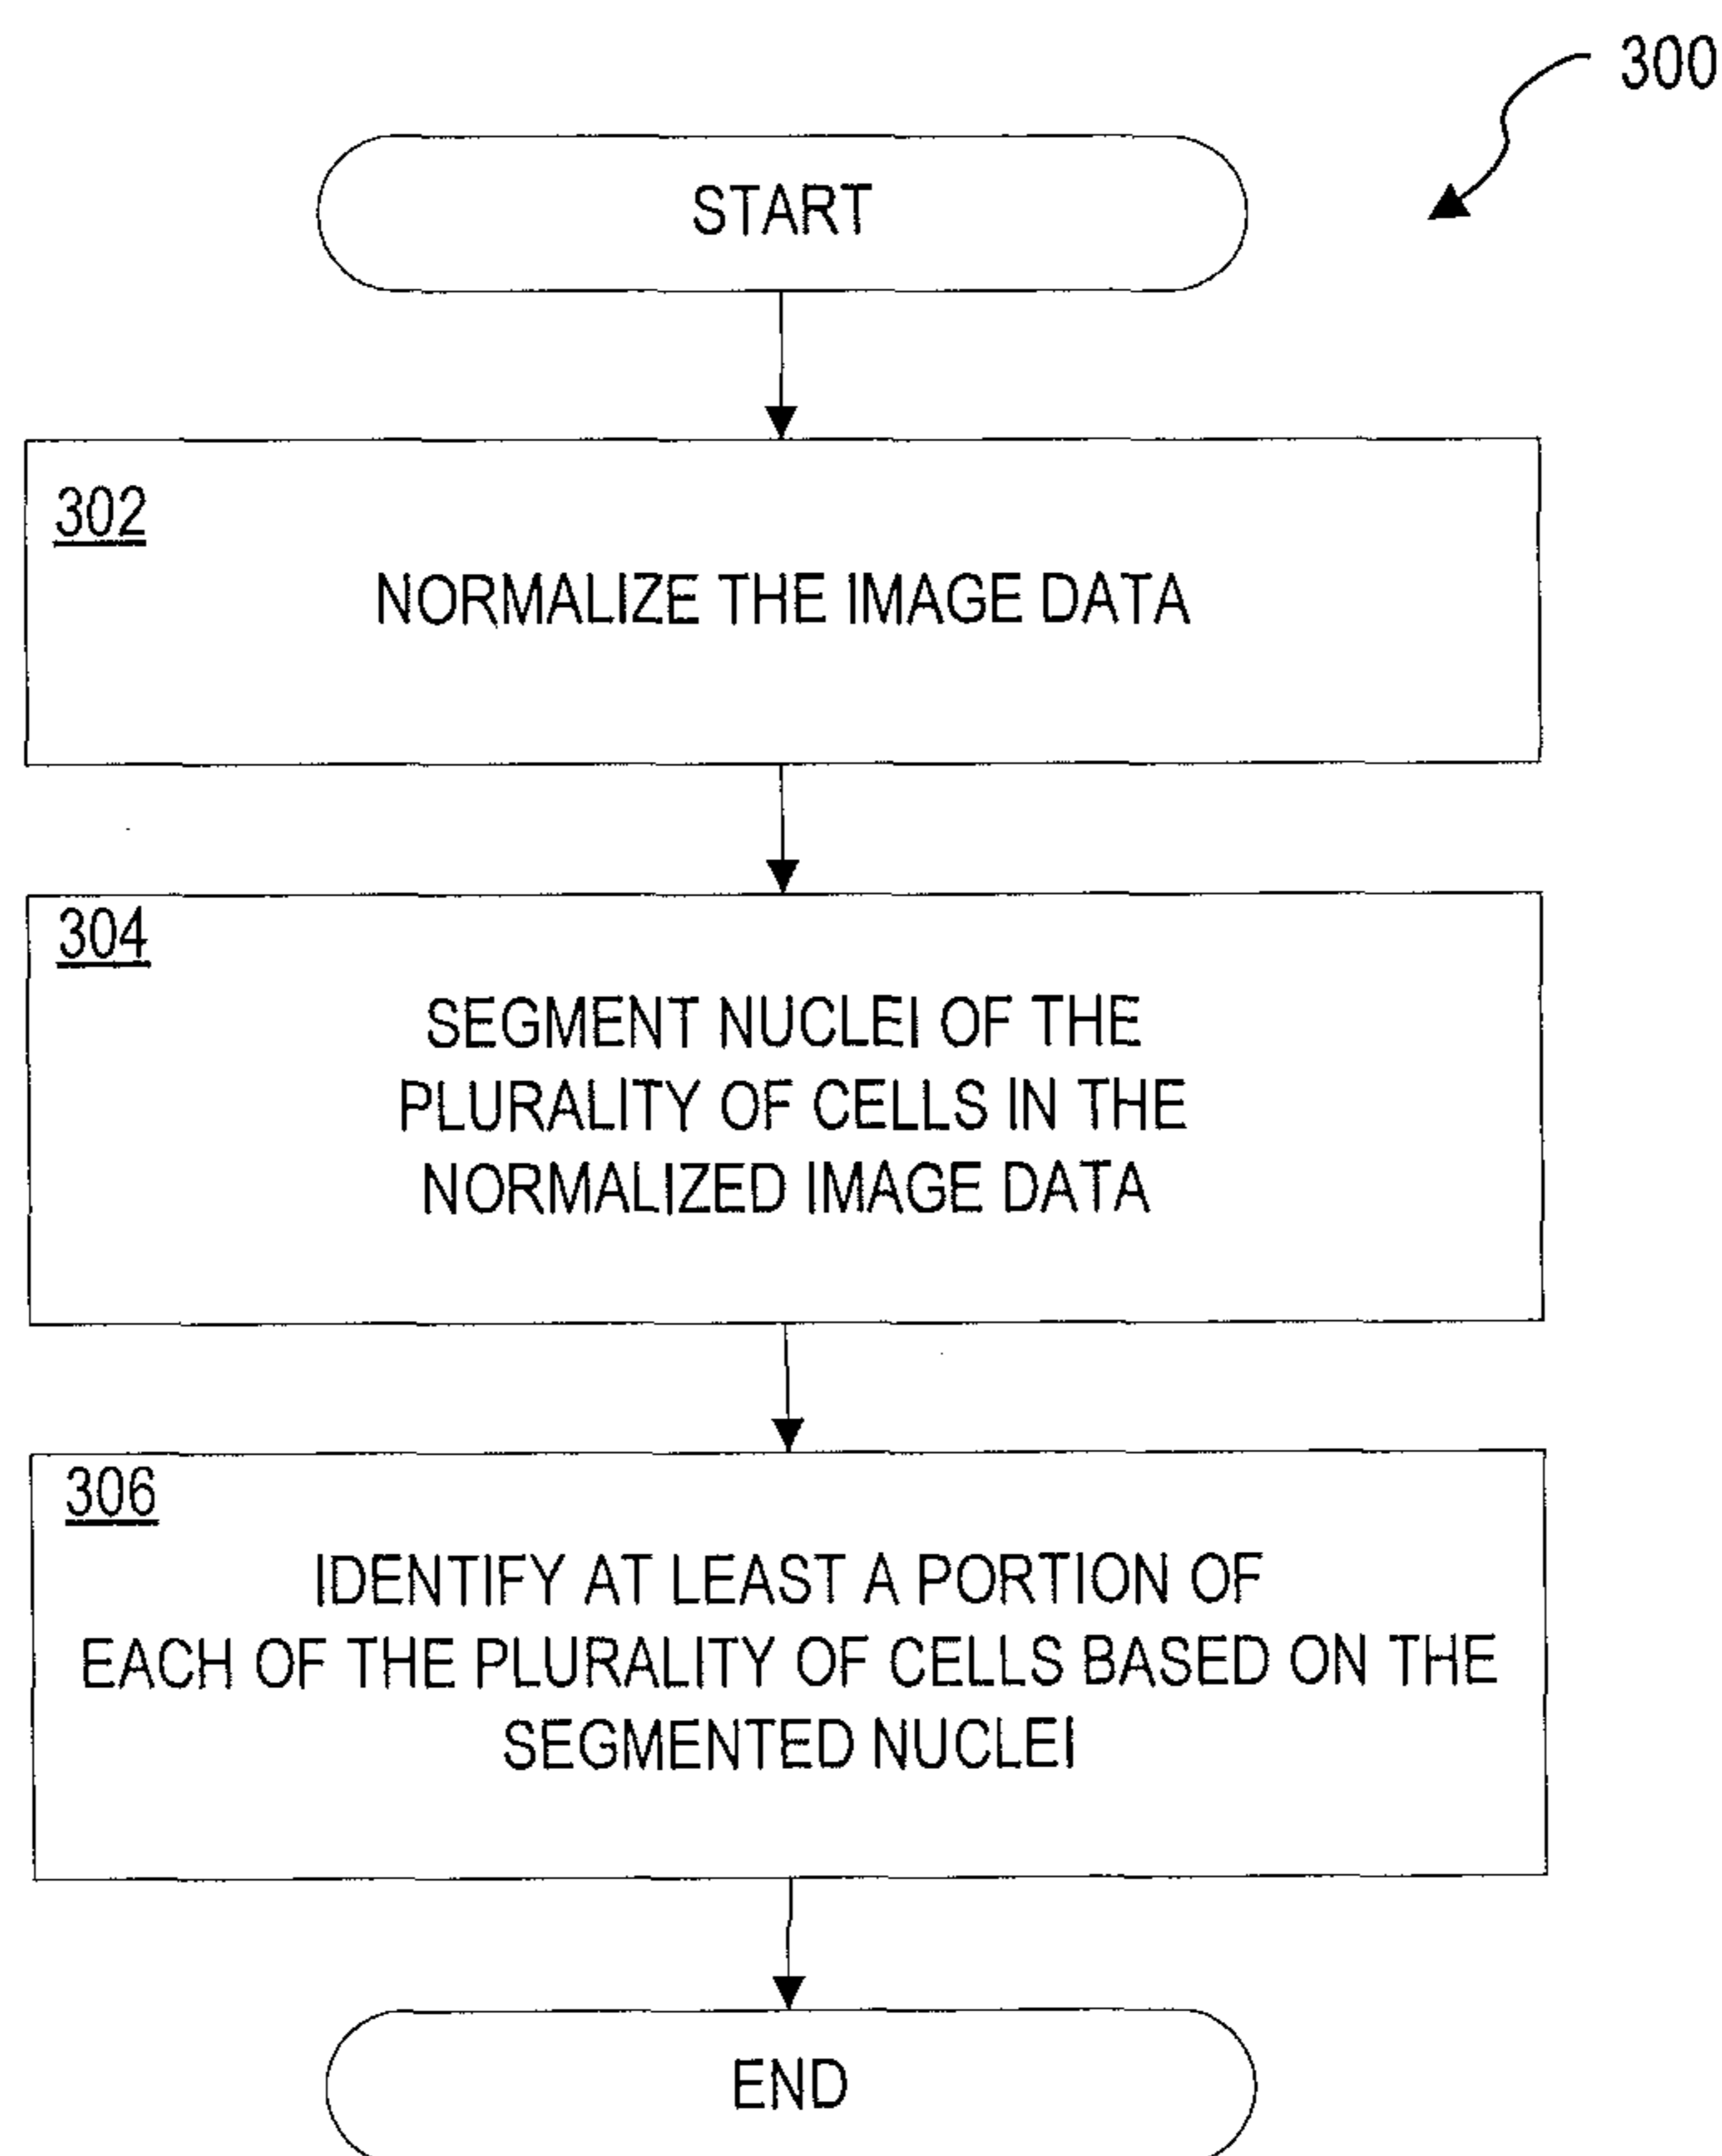 300
START
302
NORMALIZE THE IMAGE DATA
304
SEGMENT NUCLEI OF THE
PLURALITY OF CELLS IN THE
NORMALIZED IMAGE DATA
306
IDENTIFY AT LEAST A PORTION OF
EACH OF THE PLURALITY OF CELLS BASED ON THE
SEGMENTED NUCLEI
END